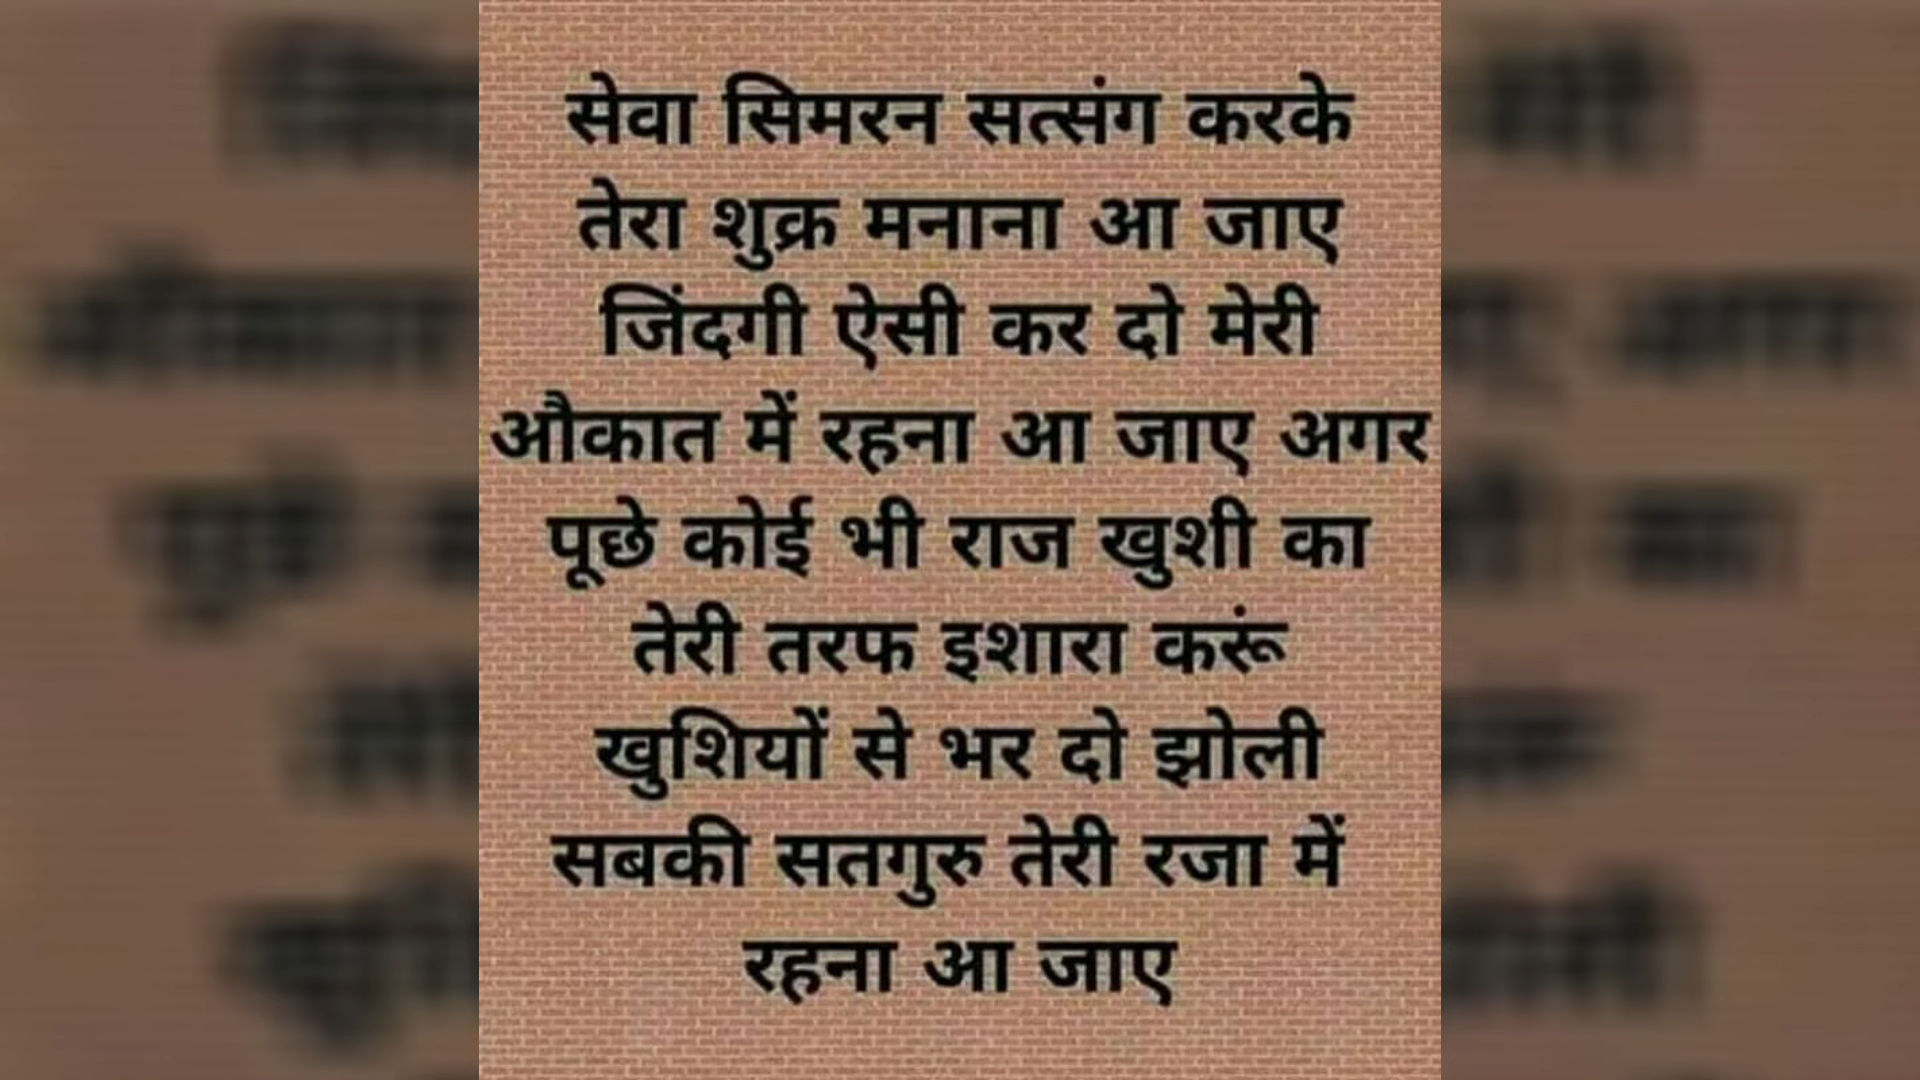 सेवा सिमरन सत्संग करके
तेरा शुक्र मनाना आ जाए
जिंदगी ऐसी कर दो मेरी
औकात में रहना आ जाए अगर
पूछे कोई भी राज खुशी का
तेरी तरफ इशारा करूं
खुशियों से भर दो झोली
सबकी सतगुरु तेरी रजा में
रहना आ जाए